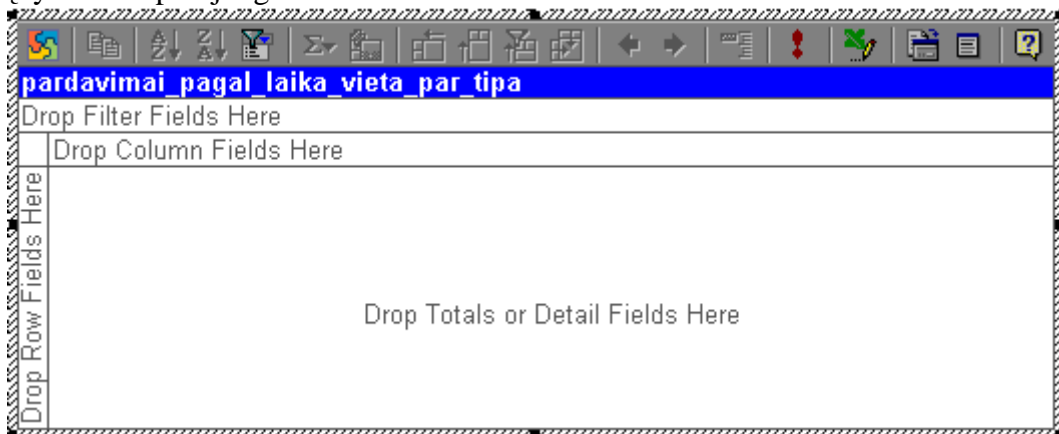 pardavimai_pagal_laika_vieta_par_tipa
Drop Filter Fields Here
Drop Column Fields Here
Drop Row Fields Here
Drop Totals or Detail Fields Here